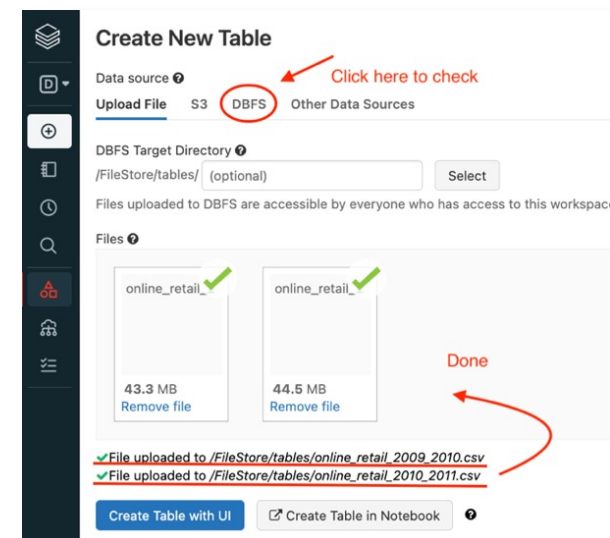 Create New Table
Data source
Click here to check
Upload File S3 DBFS Other Data Sources
DBFS Target Directory
/FileStore/tables/ (optional) Select
Files uploaded to DBFS are accessible by everyone who has access to this workspac
Files
D
online_retail_ online_retail_
43.3 MB 44.5 MB
Remove file Remove file
Done
File uploaded to /FileStore/tables/online_retail_2009_2010.csv
File uploaded to /FileStore/tables/online_retail_2010_2011.csv
Create Table with UI Create Table in Notebook